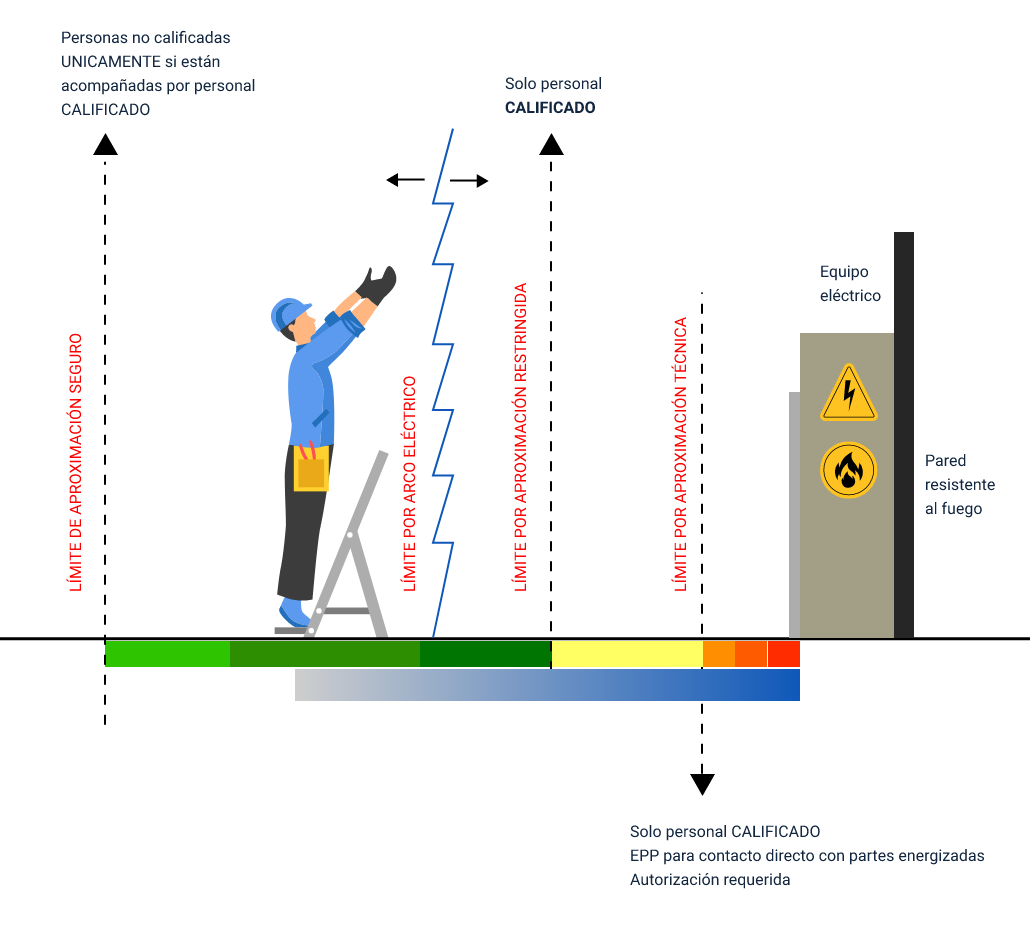 Personas no calificadas
UNICAMENTE si están
acompañadas por personal
CALIFICADO
Solo personal
CALIFICADO
LÍMITE DE APROXIMACIÓN SEGURO
LÍMITE POR ARCO ELÉCTRICO
LÍMITE POR APROXIMACIÓN RESTRINGIDA
LÍMITE POR APROXIMACIÓN TÉCNICA
Equipo
eléctrico
Pared
resistente
al fuego
Solo personal CALIFICADO
EPP para contacto directo con partes energizadas
Autorización requerida